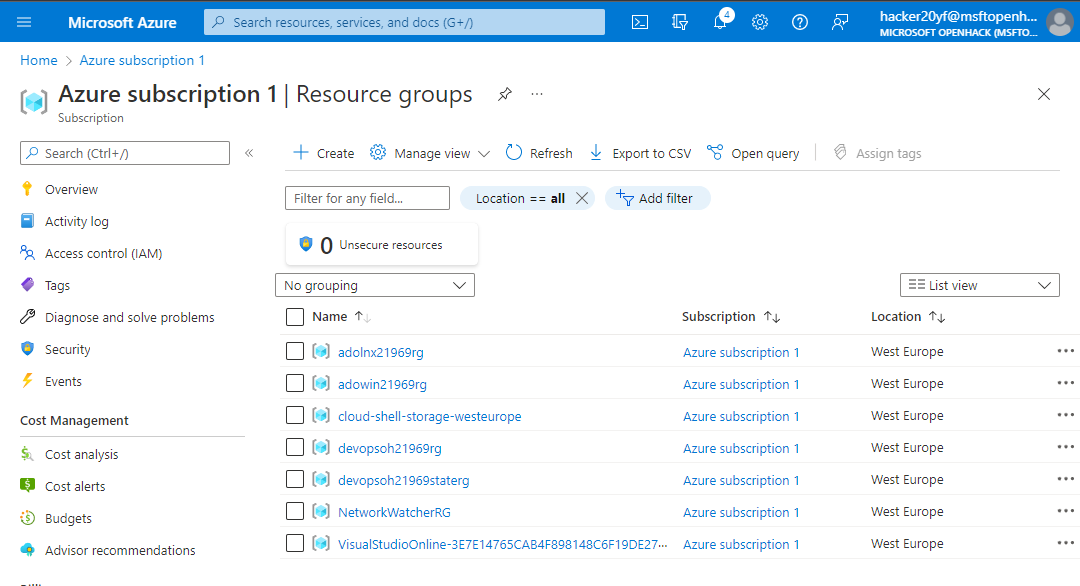 Microsoft Azure
Search resources, services, and docs (G+/)
4
hacker20yf@msftopenh...
MICROSOFT OPENHACK (MSFTO...
Home > Azure subscription 1
Azure subscription 1 | Resource groups
Subscription
Search (Ctrl+/)
Overview
Activity log
Access control (IAM)
Tags
Diagnose and solve problems
Security
Events
Cost Management
Cost analysis
Cost alerts
Budgets
Advisor recommendations
Create Manage view Refresh Export to CSV Open query Assign tags
Filter for any field... Location == all Add filter
0 Unsecure resources
No grouping List view
Name Subscription Location
adolnx21969rg Azure subscription 1 West Europe
adowin21969rg Azure subscription 1 West Europe
cloud-shell-storage-westeurope Azure subscription 1 West Europe
devopsoh21969rg Azure subscription 1 West Europe
devopsoh21969staterg Azure subscription 1 West Europe
NetworkWatcherRG Azure subscription 1 West Europe
VisualStudioOnline-3E7E14765CAB4F898148C6F19DE27... Azure subscription 1 West Europe